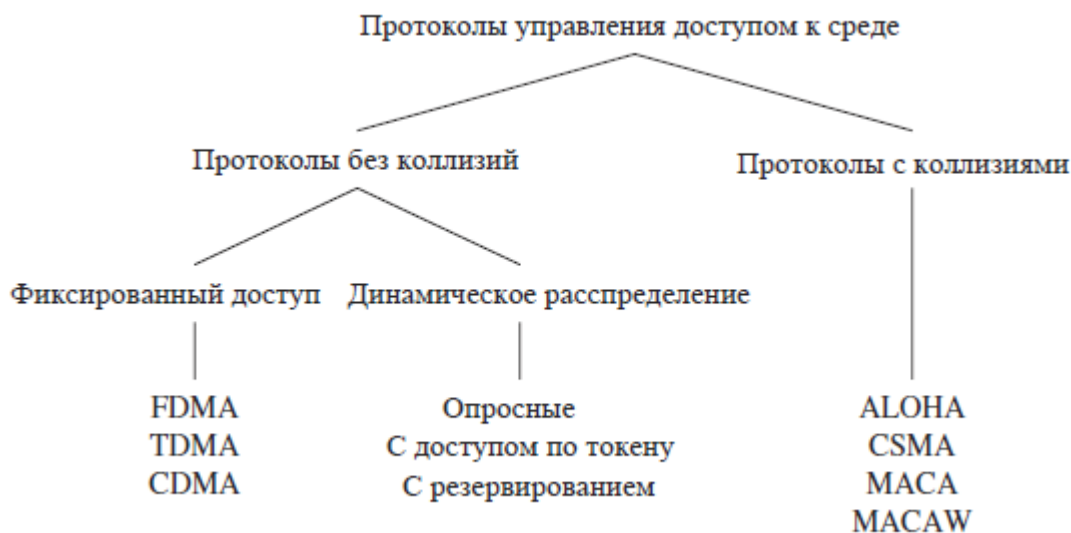 Протоколы управления доступом к среде
Протоколы без коллизий
Протоколы с коллизиями
Фиксированный доступ
Динамическое расспределение
FDMA
TDMA
CDMA
Опросные
С доступом по токену
С резервированием
ALOHA
CSMA
MACA
MACAW